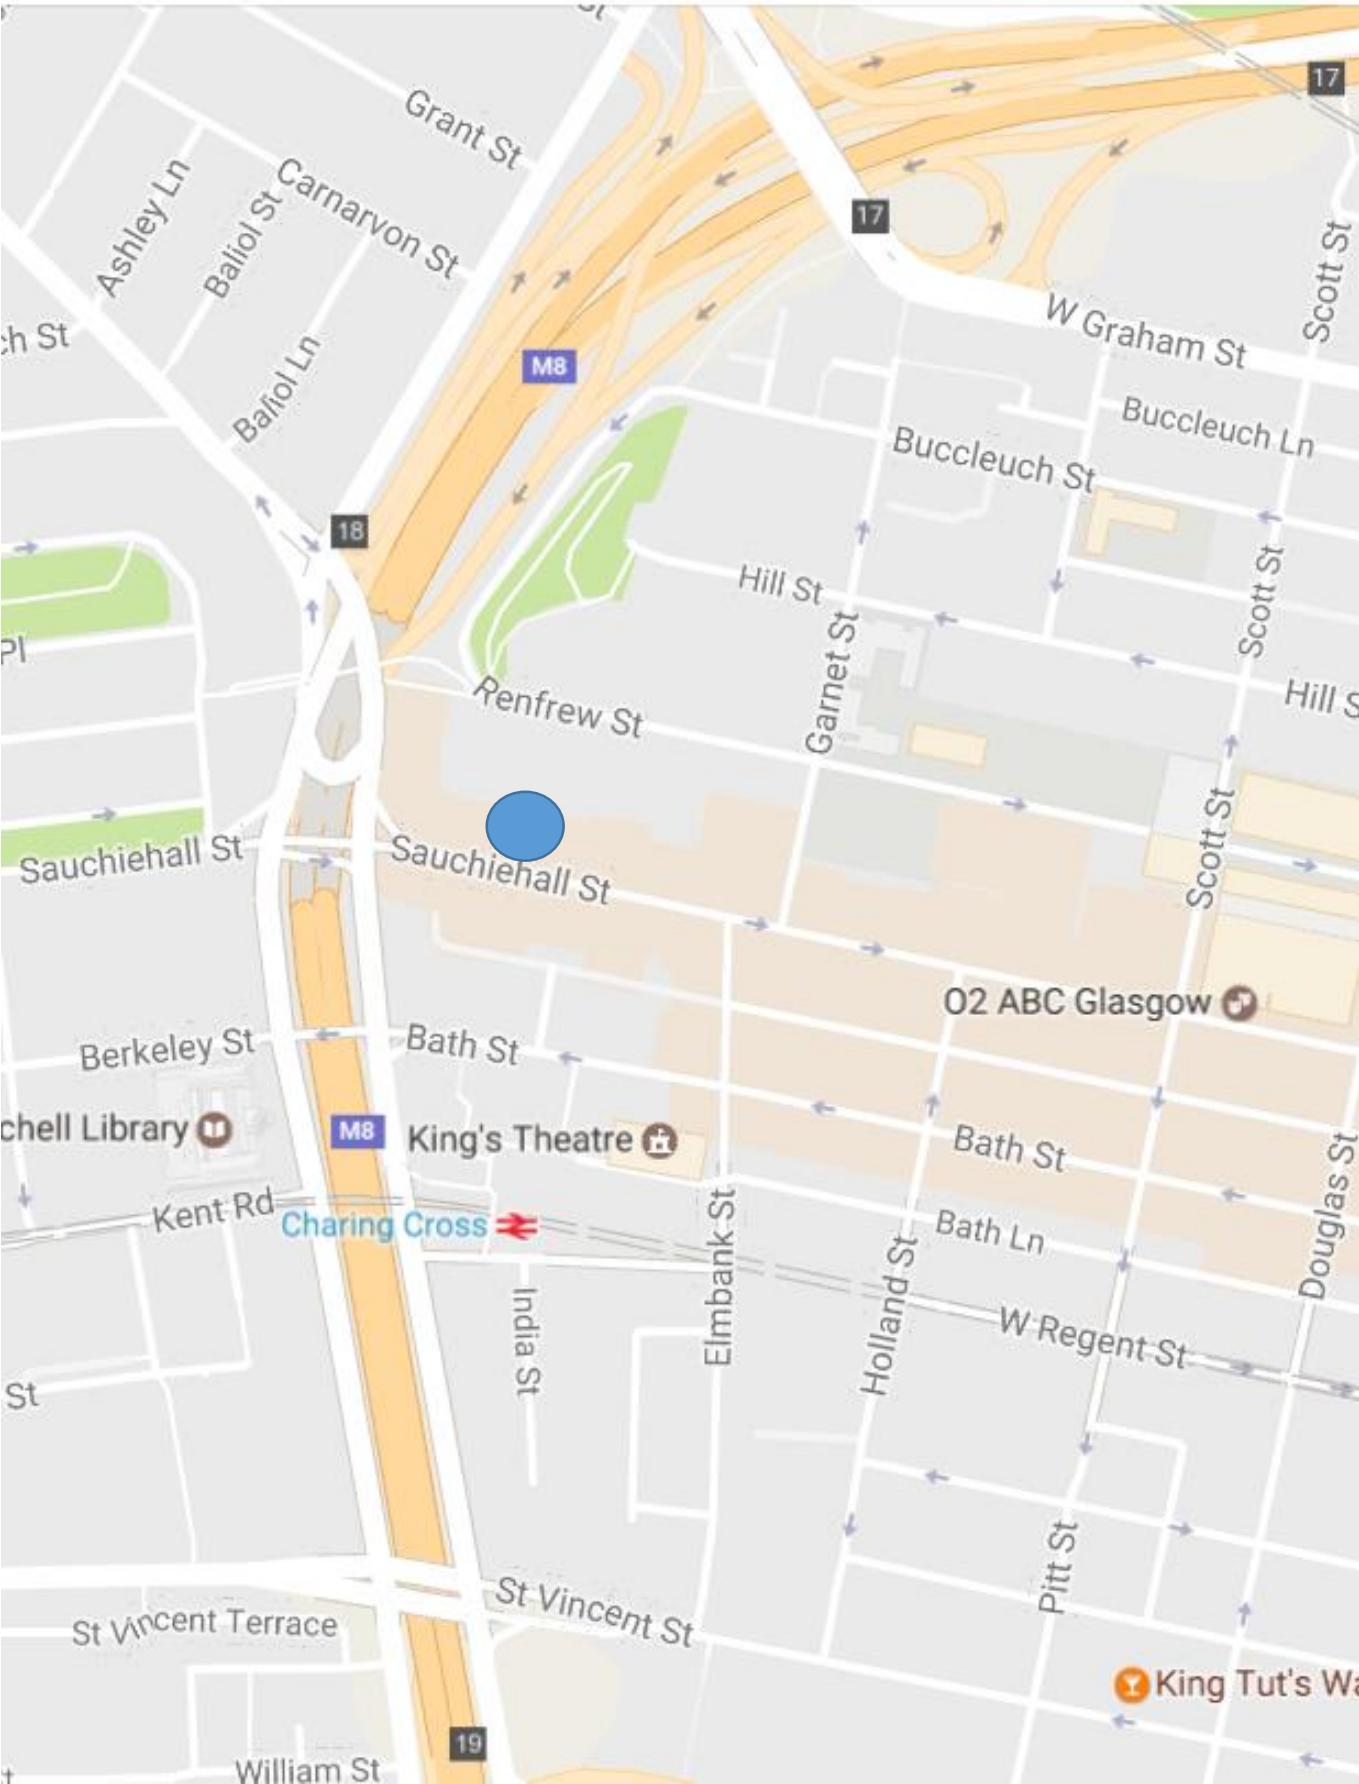 St
17
Grant St
Carnarvon St
Ashley Ln
Baliol St
17
Scott St
W Graham St
ch St
Baliol Ln
M8
Buccleuch Ln
Buccleuch St
18
Hill St
Scott St
Pl
Garnet St
Hill S
Renfrew St
Scott St
Sauchiehall St
Sauchiehall St
O2 ABC Glasgow
Berkeley St
Bath St
chell Library
M8
King's Theatre
Bath St
Douglas St
Kent Rd
Charing Cross
Elmbank St
Bath Ln
Holland St
India St
W Regent St
St
Pitt St
St Vincent St
St Vincent Terrace
King Tut's Wa
19
William St
t